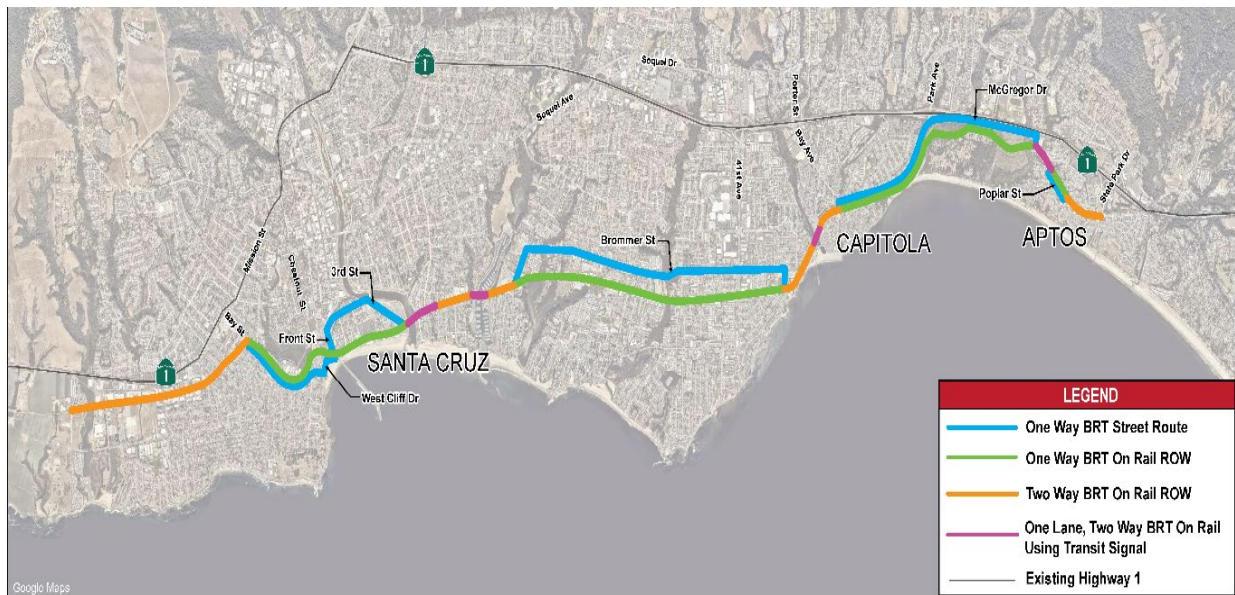 1
Soquel Dr
Park Ave
McGregor Dr
Porter St
Soquel Ave
Bay Ave
1
State Park Dr
41st Ave
Poplar St
Mission St
Brommer St
CAPITOLA
APTOS
Chestnut St
3rd St
Bay St
Front St
SANTA CRUZ
1
West Cliff Dr
LEGEND
One Way BRT Street Route
One Way BRT On Rail ROW
Two Way BRT On Rail ROW
One Lane, Two Way BRT On Rail
Using Transit Signal
Existing Highway 1
Google Maps